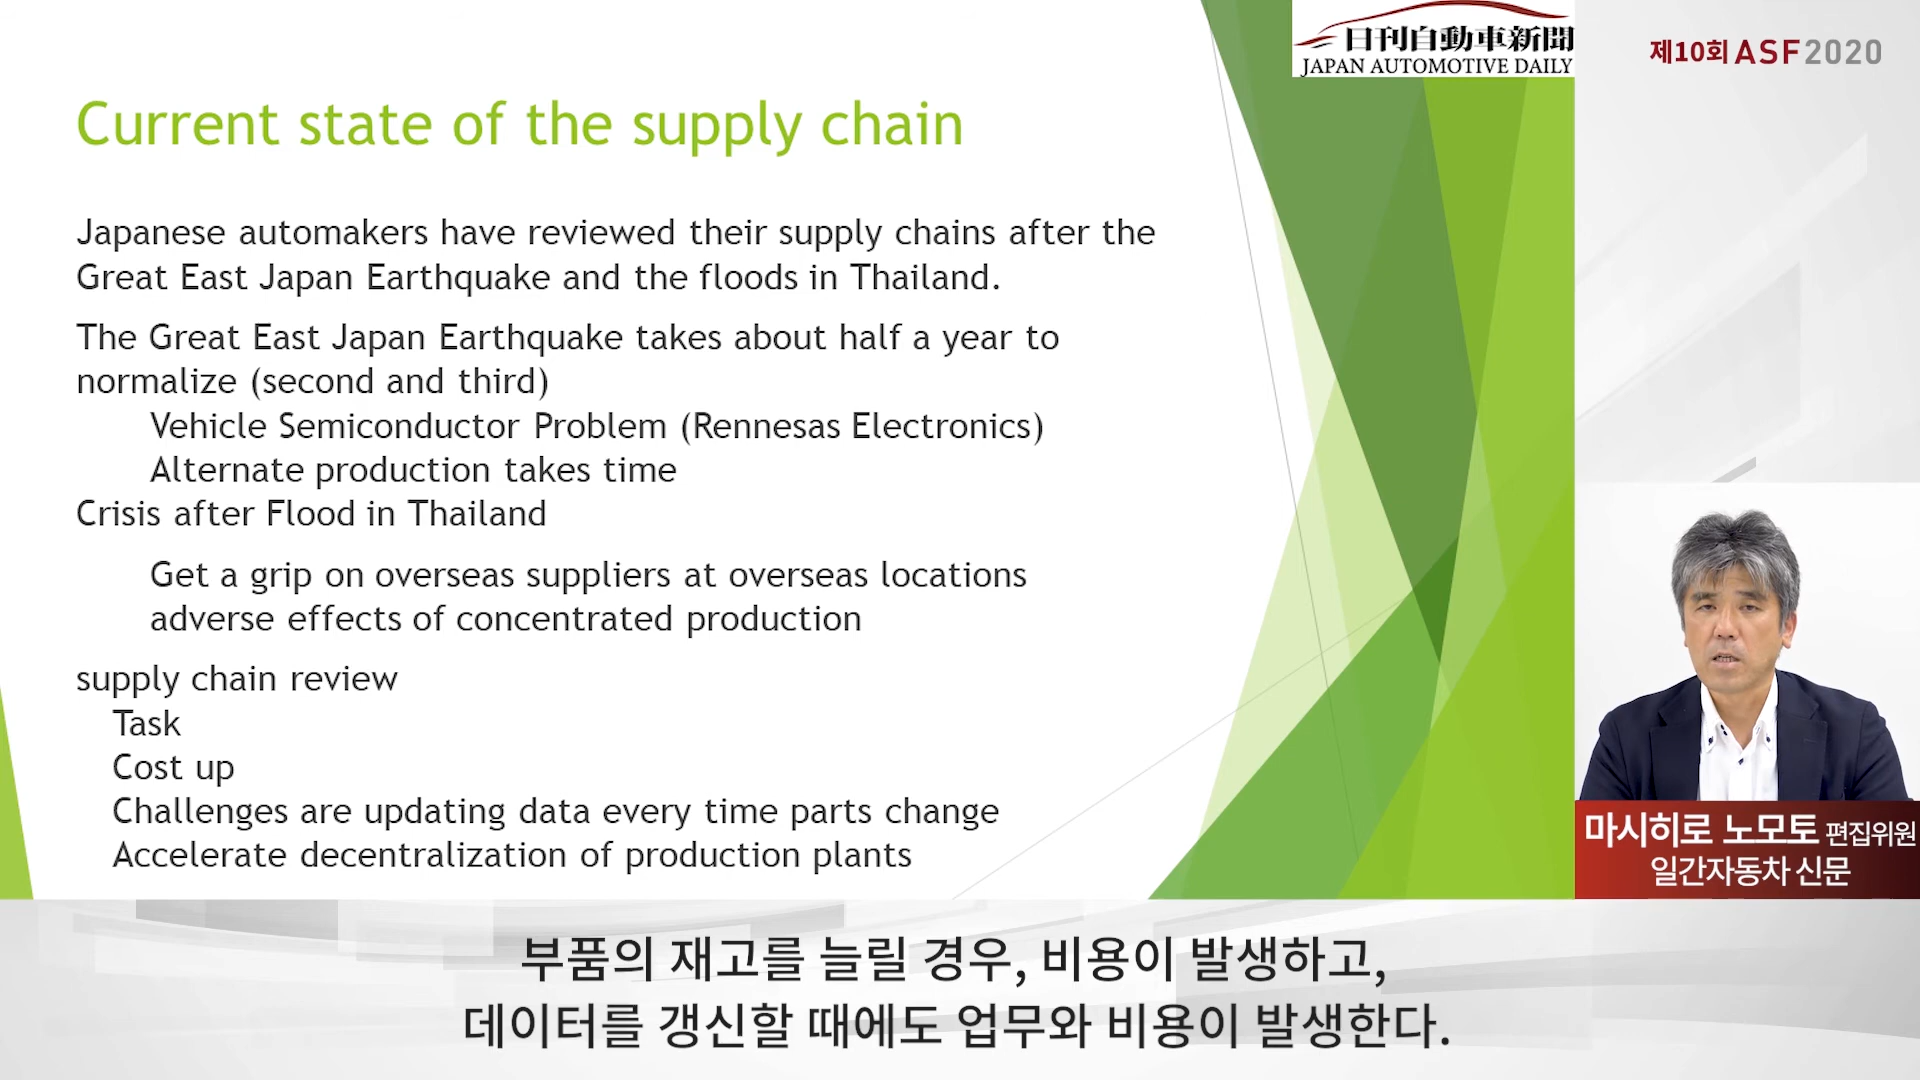 日刊自動車新聞
JAPAN AUTOMOTIVE DAILY
제10회 ASF 2020
Current state of the supply chain
Japanese automakers have reviewed their supply chains after the
Great East Japan Earthquake and the floods in Thailand.
The Great East Japan Earthquake takes about half a year to
normalize (second and third)
Vehicle Semiconductor Problem (Rennesas Electronics)
Alternate production takes time
Crisis after Flood in Thailand
Get a grip on overseas suppliers at overseas locations
adverse effects of concentrated production
supply chain review
Task
Cost up
Challenges are updating data every time parts change
Accelerate decentralization of production plants
마시히로 노모토 편집위원
일간자동차 신문
부품의 재고를 늘릴 경우, 비용이 발생하고,
데이터를 갱신할 때에도 업무와 비용이 발생한다.